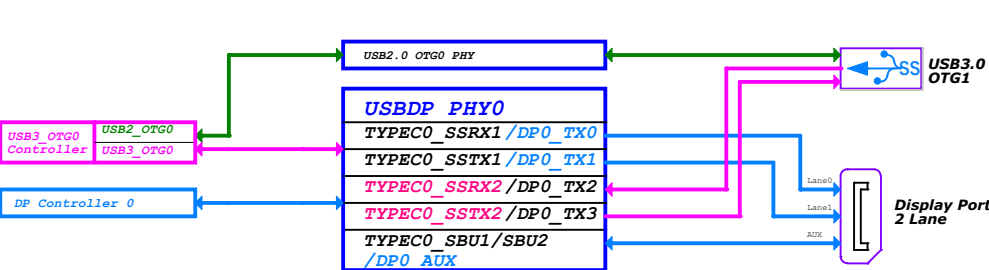 USB2.0 OTG0 PHY
SS
USB3.0
OTG1
USBDP PHY0
USB3_OTG0
Controller
USB2_OTG0
USB3_OTG0
TYPEC0_SSRX1/DP0_TX0
TYPEC0_SSTX1/DP0_TX1
TYPEC0_SSRX2/DP0_TX2
TYPEC0_SSTX2/DP0_TX3
TYPEC0_SBU1/SBU2
/DP0_AUX
DP Controller 0
Lane0
Lane1
AUX
Display Port
2 Lane